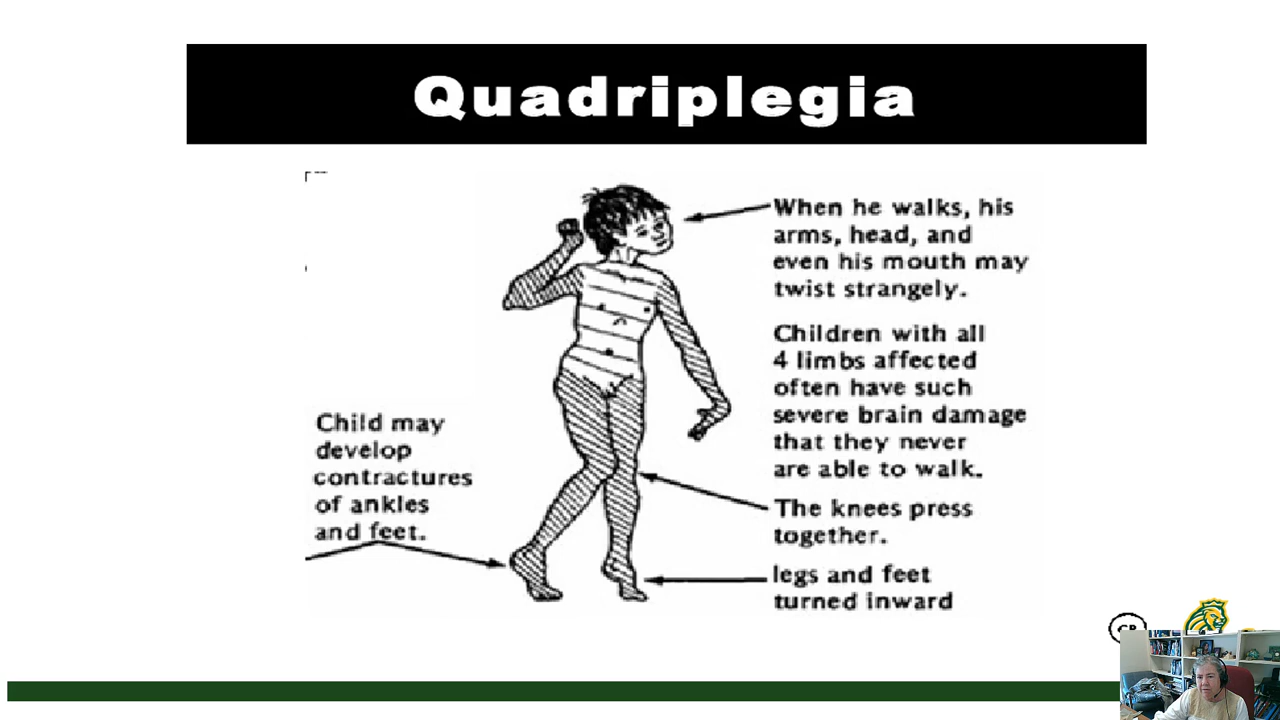 Quadriplegia
When he walks, his
arms, head, and
even his mouth may
twist strangely.
Children with all
4 limbs affected
often have such
severe brain damage
that they never
are able to walk.
Child may
develop
contractures
of ankles
and feet.
The knees press
together.
legs and feet
turned inward